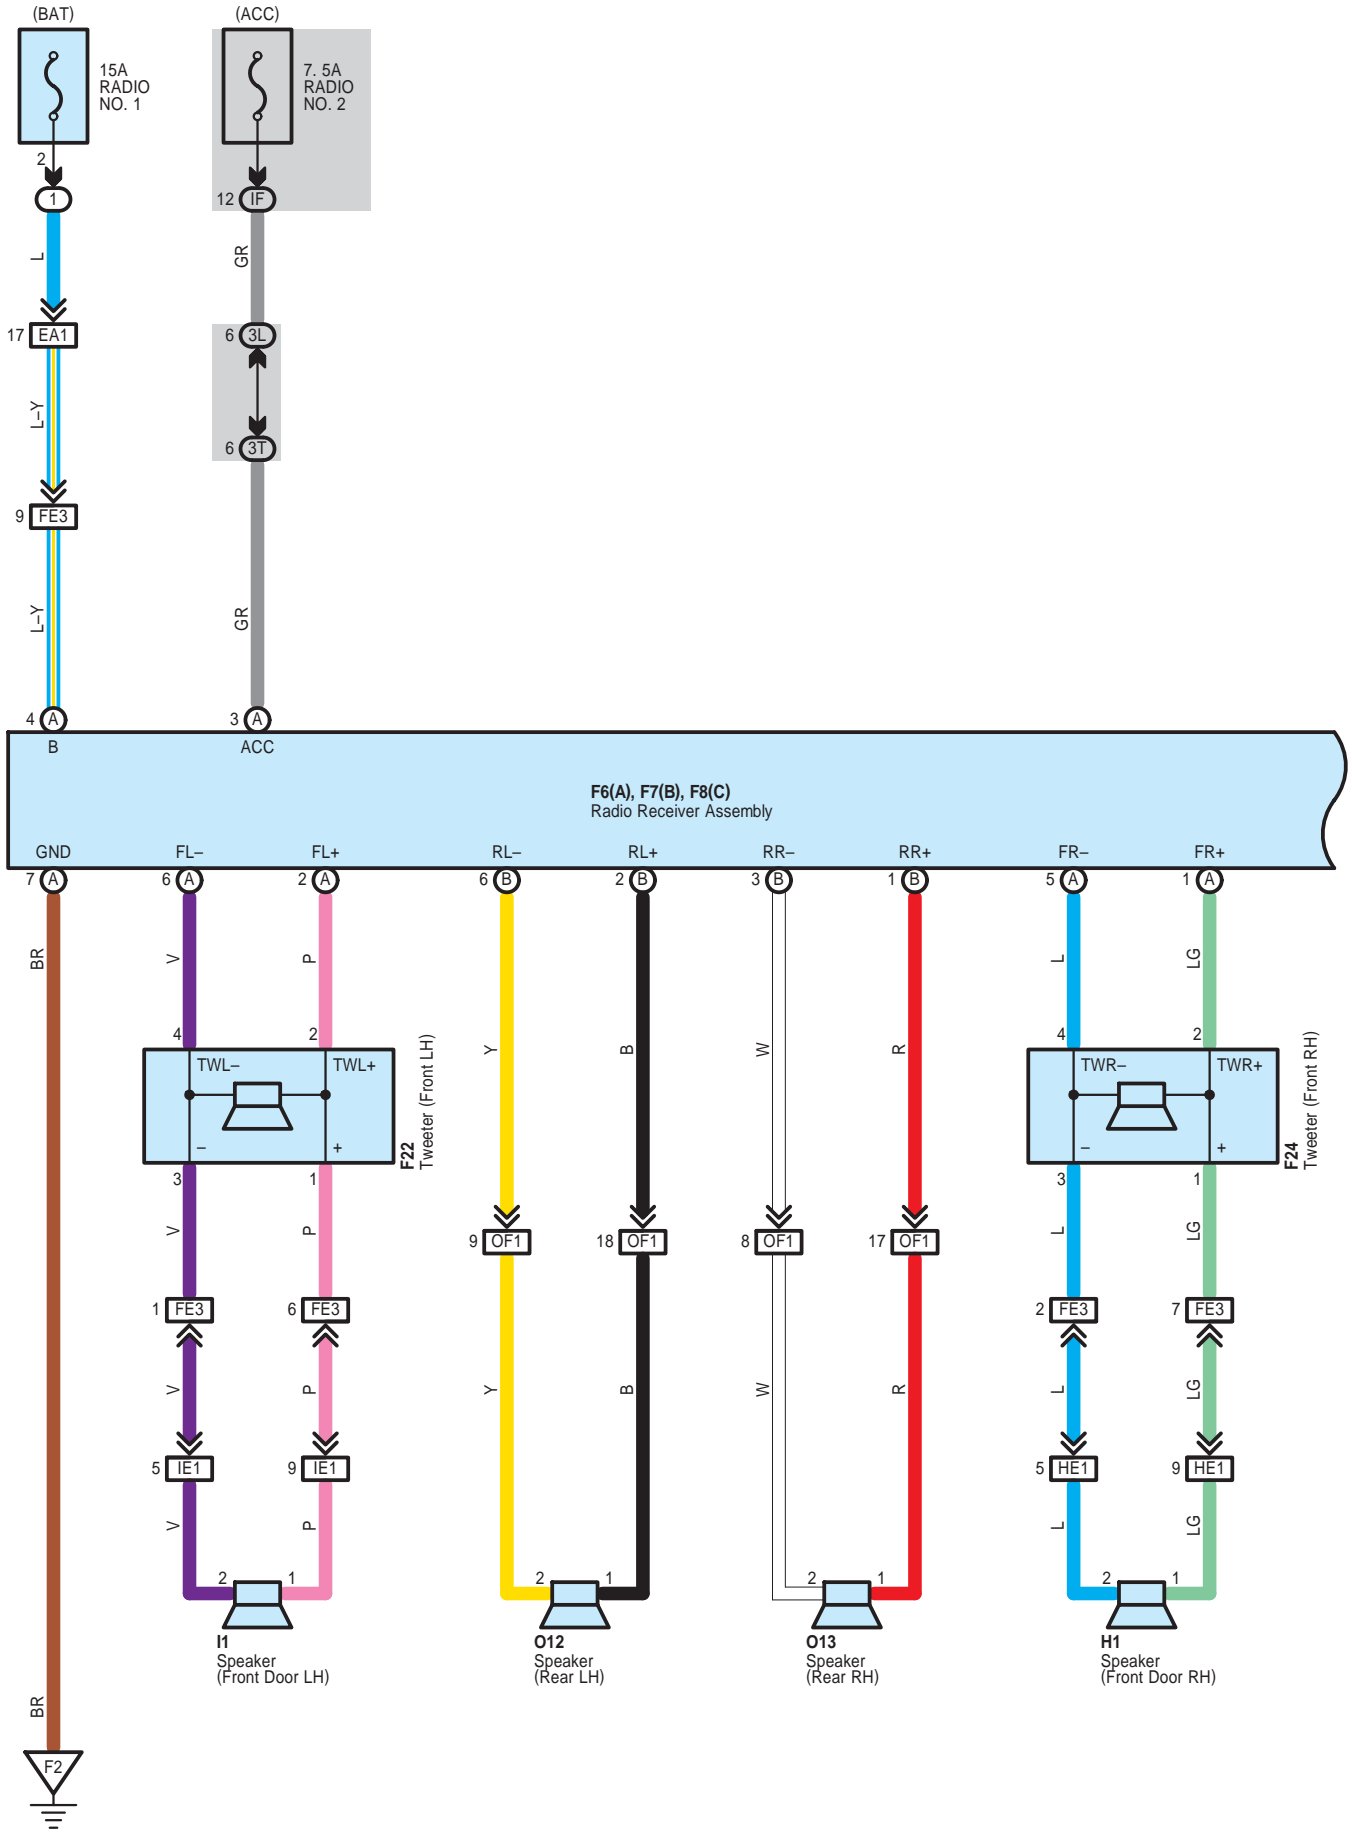 (BAT)
(ACC)
15A
RADIO
NO. 1
7. 5A
RADIO
NO. 2
2
1
12 IF
L
GR
17 EA1
6 3L
L–Y
6 3T
9 FE3
L–Y
GR
4 A
3 A
B
ACC
F6(A), F7(B), F8(C)
Radio Receiver Assembly
GND FL– FL+ RL– RL+ RR– RR+ FR– FR+
7 A 6 A 2 A 6 B 2 B 3 B 1 B 5 A 1 A
BR V P L LG
4 2 4 2
Y B W R
TWL– TWL+
TWR– TWR+
– +
– +
F22
Tweeter (Front LH)
F24
Tweeter (Front RH)
3 1 3 1
V P L LG
9 OF1 18 OF1 8 OF1 17 OF1
1 FE3 6 FE3 2 FE3 7 FE3
V P Y B W R L LG
5 IE1 9 IE1 5 HE1 9 HE1
V P L LG
2 1 2 1 2 1 2 1
I1
Speaker
(Front Door LH)
O12
Speaker
(Rear LH)
O13
Speaker
(Rear RH)
H1
Speaker
(Front Door RH)
BR
F2